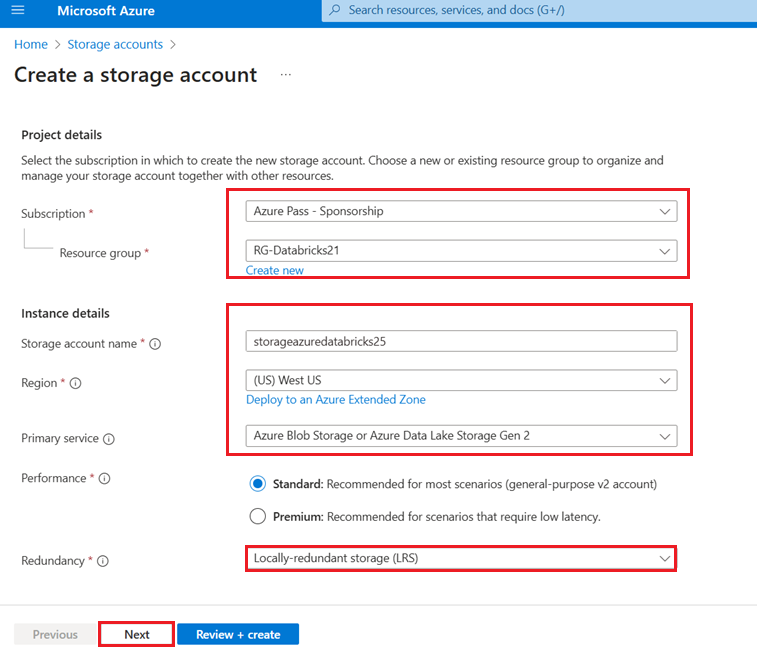 Microsoft Azure
Search resources, services, and docs (G+/)
Home > Storage accounts >
Create a storage account ...
Project details
Select the subscription in which to create the new storage account. Choose a new or existing resource group to organize and
manage your storage account together with other resources.
Subscription *
Azure Pass - Sponsorship
Resource group *
RG-Databricks21
Create new
Instance details
Storage account name *
storageazuredatabricks25
Region *
(US) West US
Deploy to an Azure Extended Zone
Primary service
Azure Blob Storage or Azure Data Lake Storage Gen 2
Performance *
Standard: Recommended for most scenarios (general-purpose v2 account)
Premium: Recommended for scenarios that require low latency.
Redundancy *
Locally-redundant storage (LRS)
Previous
Next
Review + create